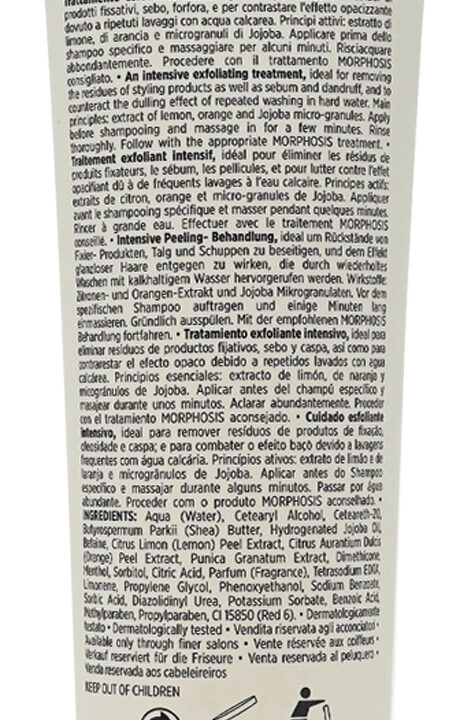 prodotti fissativi, sebo, forfora, e per contrastare l'effetto opacizzante
dovuto a ripetuti lavaggi con acqua calcarea. Principi attivi: estratto di
limone, di arancia e microgranuli di Jojoba. Applicare prima dello
shampoo specifico e massaggiare per alcuni minuti. Risciacquare
abbondantemente. Procedere con il trattamento MORPHOSIS
consigliato. • An intensive exfoliating treatment, ideal for removing
the residues of styling products as well as sebum and dandruff, and to
counteract the dulling effect of repeated washing in hard water. Main
principles: extract of lemon, orange and Jojoba micro-granules. Apply
before shampooing and massage in for a few minutes. Rinse
thoroughly. Follow with the appropriate MORPHOSIS treatment. •
Traitement exfoliant intensif, idéal pour éliminer les résidus de
produits fixateurs, le sébum, les pellicules, et pour lutter contre l'effet
opacifiant dû à de fréquents lavages à l'eau calcaire. Principes actifs:
extraits de citron, orange et micro-granules de Jojoba. Appliquer
avant le shampooing spécifique et masser pendant quelques minutes.
Rincer à grande eau. Effectuer avec le traitement MORPHOSIS
conseillé. • Intensive Peeling- Behandlung, ideal um Rückstände von
Fixier- Produkten, Talg und Schuppen zu beseitigen, und dem Effekt
glanzloser Haare entgegen zu wirken, die durch wiederholtes
Waschen mit kalkhaltigem Wasser hervorgerufen werden. Wirkstoffe:
Zitronen- und Orangen-Extrakt und Jojoba Mikrogranulaten. Vor dem
spezifischen Shampoo auftragen und einige Minuten lang
einmassieren. Gründlich ausspülen. Mit der empfohlenen MORPHOSIS
Behandlung fortfahren. • Tratamiento exfoliante intensivo, ideal para
eliminar residuos de productos fijativos, sebo y caspa, así como para
contrarestar el efecto opaco debido a repetidos lavados con agua
calcárea. Principios esenciales: extracto de limón, de naranja y
micogránulos de Jojoba. Aplicar antes del champú específico y
masajear durante unos minutos. Aclarar abundantemente. Proceder
con el tratamiento MORPHOSIS aconsejado. • Cuidado esfoliante
intensivo, ideal para remover resíduos de produtos de fixação,
oleosidade e caspa; e para combater o efeito baço devido a lavagens
frequentes com água calcária. Princípios ativos: extrato de limão e de
laranja e microgrânulos de Jojoba. Aplicar antes do Shampoo
específico e massajar durante alguns minutos. Passar por água
abundante. Proceder com o produto MORPHOSIS aconselhado. •
INGREDIENTS: Aqua (Water), Cetearyl Alcohol, Ceteareth-20,
Butyrospermum Parkii (Shea) Butter, Hydrogenated Jojoba Oil,
Betaine, Citrus Limon (Lemon) Peel Extract, Citrus Aurantium Dulcis
(Orange) Peel Extract, Punica Granatum Extract, Dimethicone,
Menthol, Sorbitol, Citric Acid, Parfum (Fragrance), Tetrasodium EDTA,
Limonene, Propylene Glycol, Phenoxyethanol, Sodium Benzoate,
Sorbic Acid, Diazolidinyl Urea, Potassium Sorbate, Benzoic Acid,
Methylparaben, Propylparaben, CI 15850 (Red 6). • Dermatologicamente
testato • Dermatologically tested • Vendita riservata agli acconciatori •
Available only through finer salons • Vente réservée aux coiffeurs •
Verkauf reserviert für die Friseure • Venta reservada al peluquero •
Venda reservada aos cabeleireiros
KEEP OUT OF CHILDREN